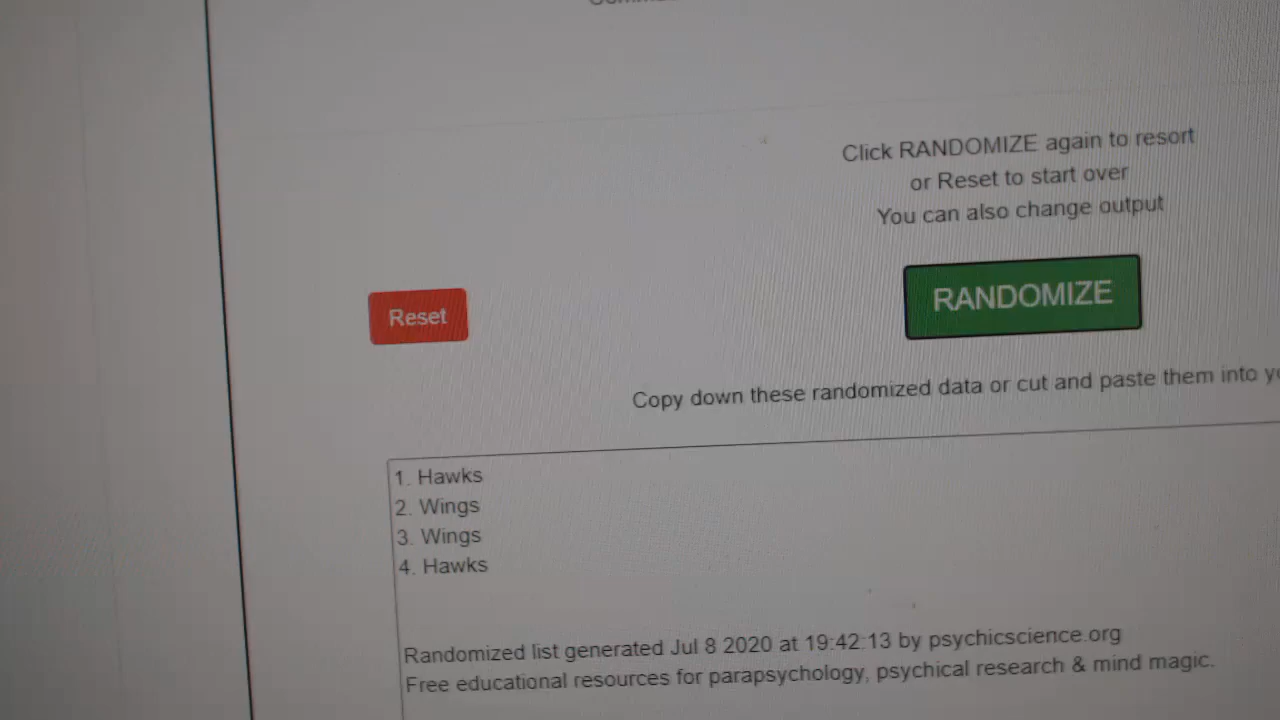 Click RANDOMIZE again to resort
or Reset to start over
You can also change output
Reset
RANDOMIZE
Copy down these randomized data or cut and paste them into
1. Hawks
2. Wings
3. Wings
4. Hawks
Randomized list generated Jul 8 2020 at 19:42:13 by psychicscience.org
Free educational resources for parapsychology, psychical research & mind magic.